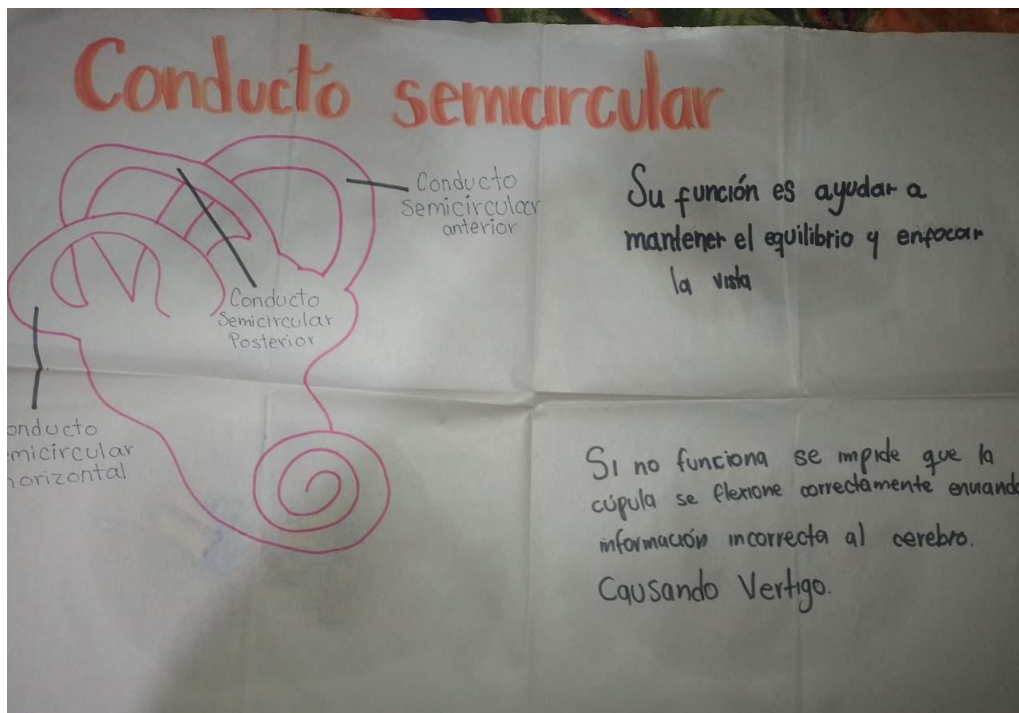 Conducto semicircular
Conducto
Semicircular
anterior
Su función es ayudar a
mantener el equilibrio y enfocar
la vista
Conducto
Semicircular
Posterior
onducto
micircular
horizontal
Si no funciona se impide que la
cúpula se flexione correctamente enviando
información incorrecta al cerebro.
Causando Vertigo.